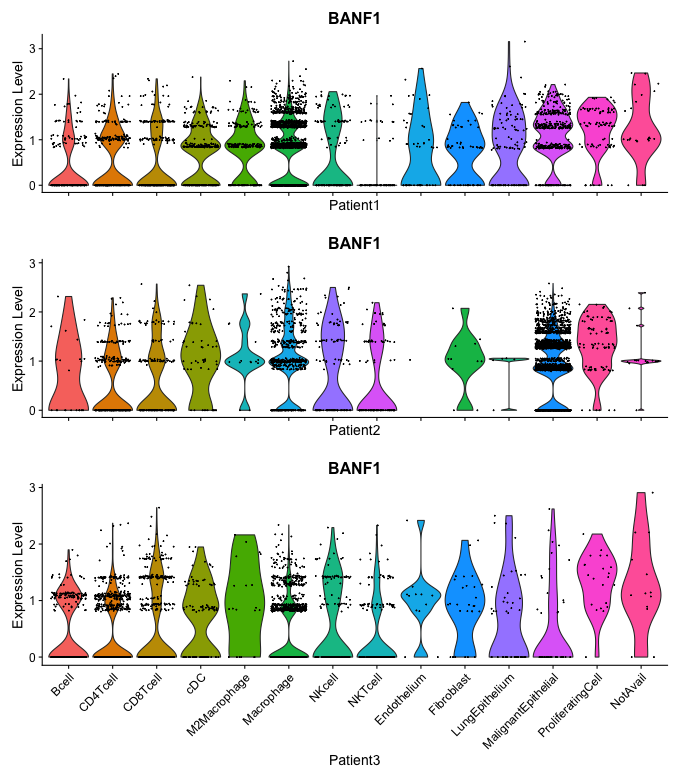 BANF1
Expression Level
3
2
1
0
Patient1
BANF1
Expression Level
3
2
1
0
Patient2
BANF1
Expression Level
3
2
1
0
Bcell
CD4Tcell
CD8Tcell
cDC
M2Macrophage
Macrophage
NKcell
NKTcell
Endothelium
Fibroblast
LungEpithelium
MalignantEpithelial
ProliferatingCell
NotAvail
Patient3